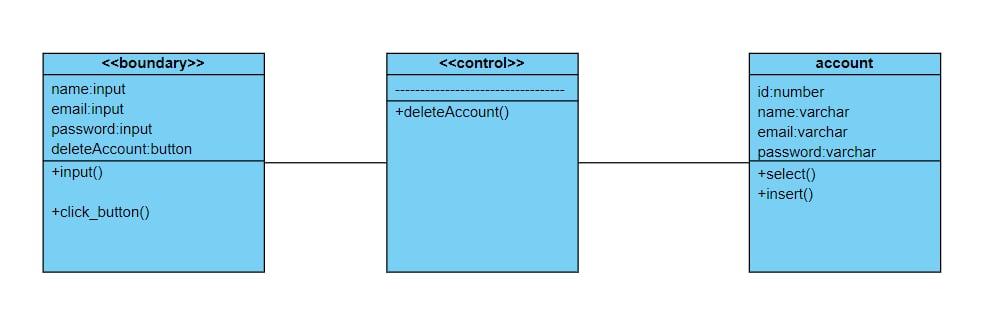 <<boundary>>
name:input
email:input
password:input
deleteAccount:button
+input()
+click_button()
<<control>>
----------------------------------
+deleteAccount()
account
id:number
name:varchar
email:varchar
password:varchar
+select()
+insert()